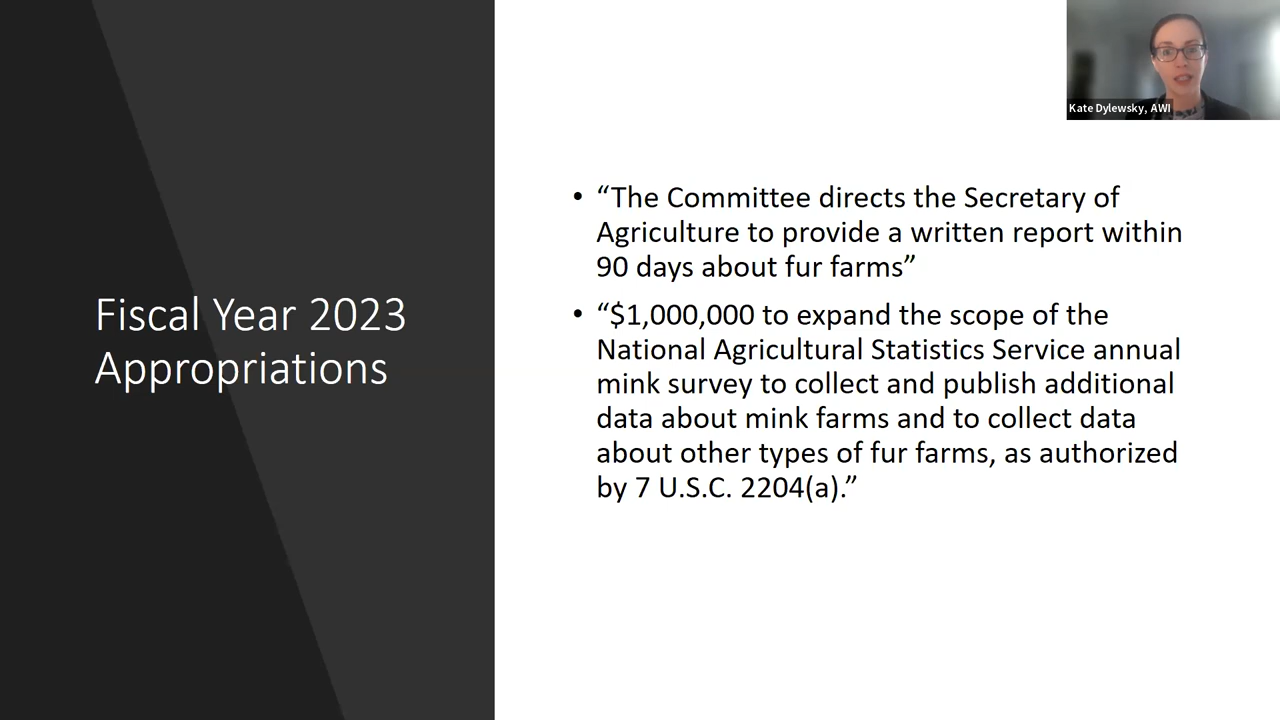 Kate Dylewsky, AWI
Fiscal Year 2023
Appropriations
• “The Committee directs the Secretary of
Agriculture to provide a written report within
90 days about fur farms”
• “$1,000,000 to expand the scope of the
National Agricultural Statistics Service annual
mink survey to collect and publish additional
data about mink farms and to collect data
about other types of fur farms, as authorized
by 7 U.S.C. 2204(a).”